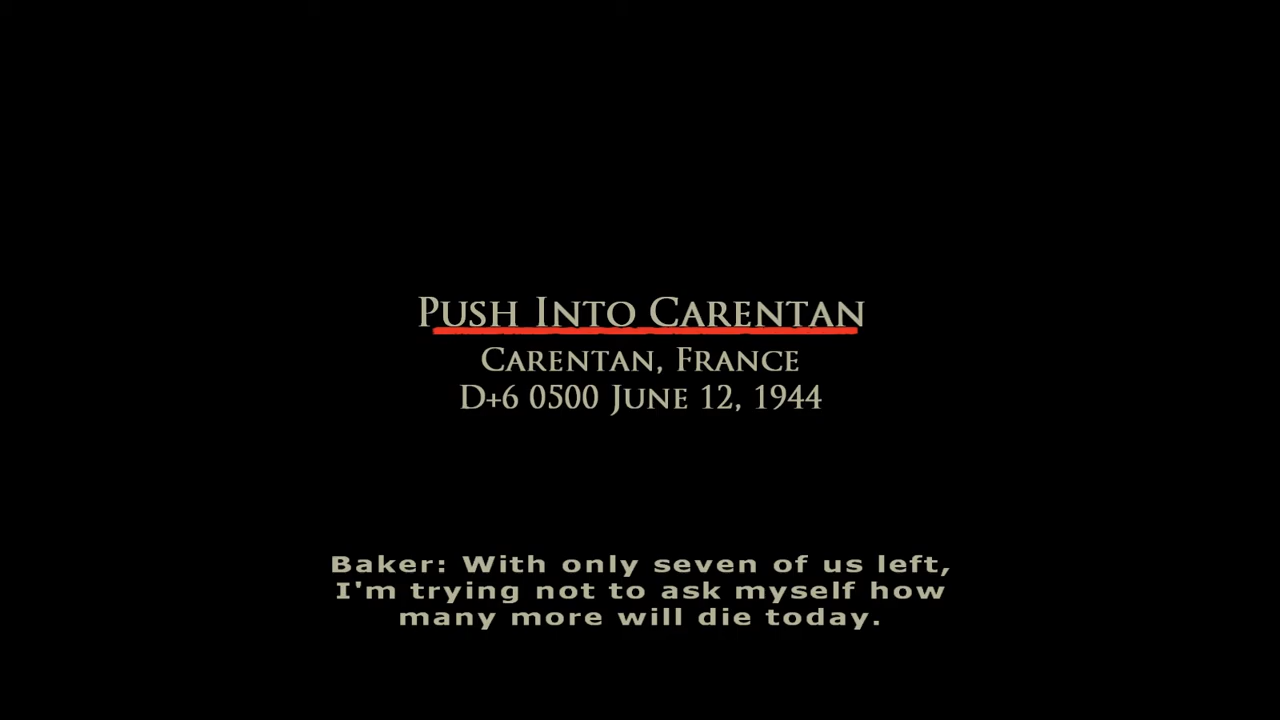 Push Into Carentan
Carentan, France
D+6 0500 June 12, 1944
Baker: With only seven of us left,
I'm trying not to ask myself how
many more will die today.